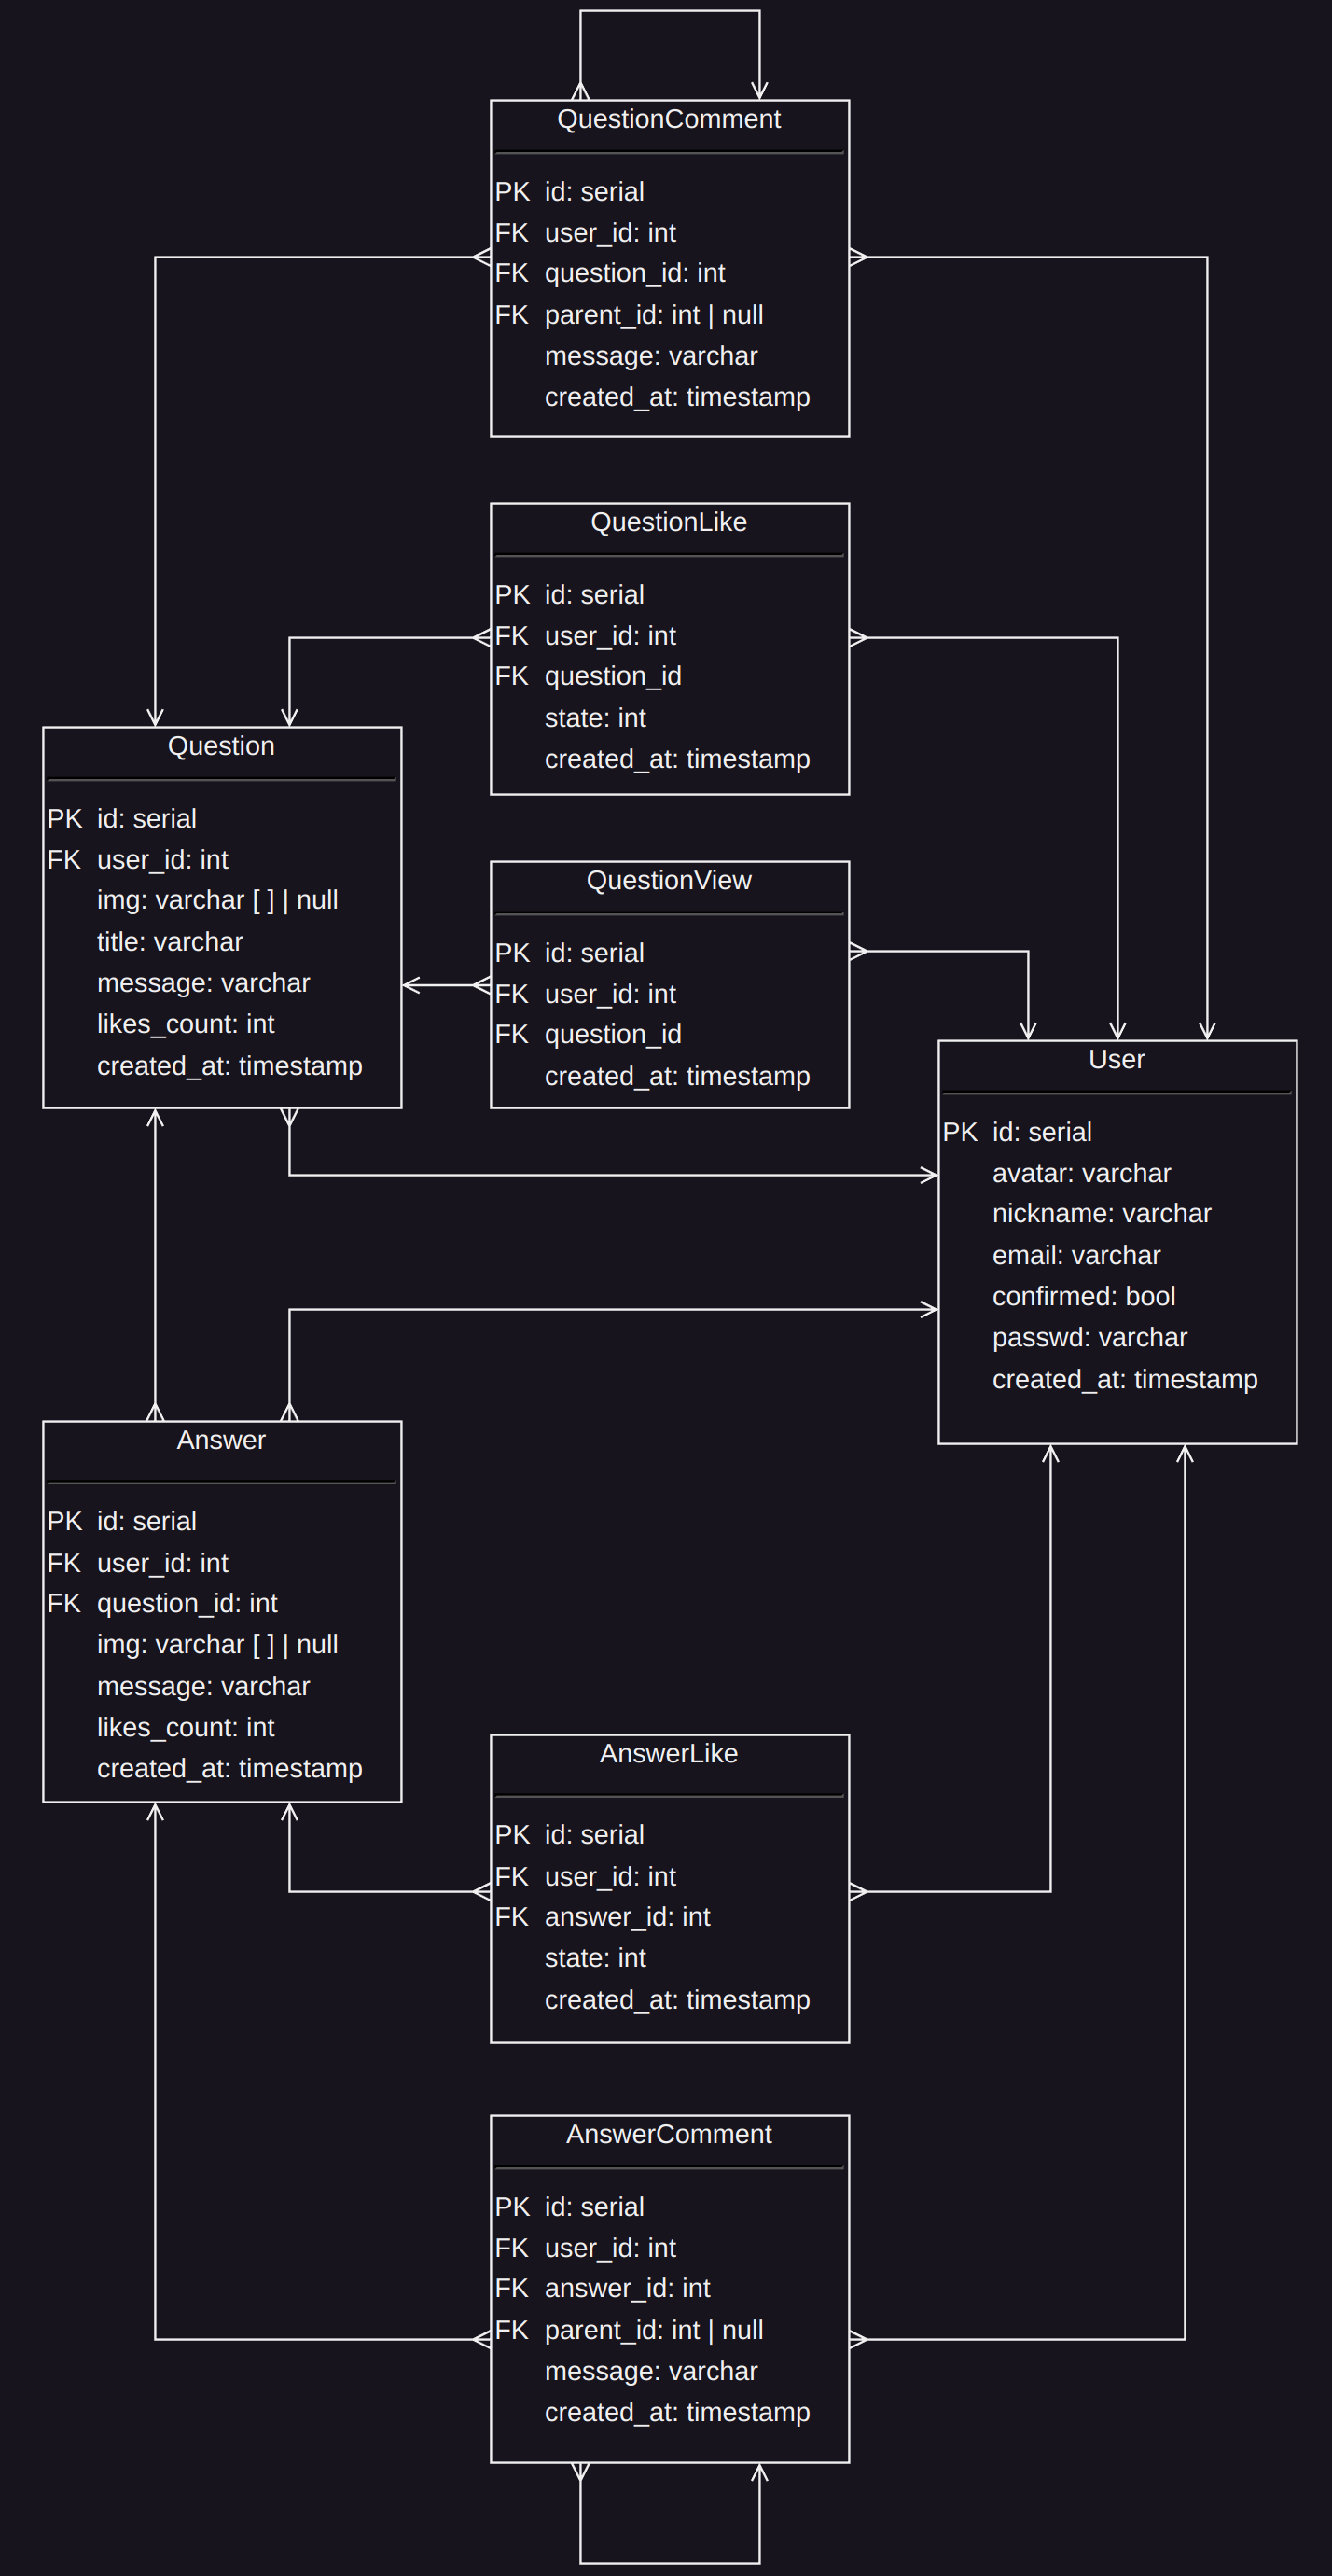 QuestionComment
PK id: serial
FK user_id: int
FK question_id: int
FK parent_id: int | null
message: varchar
created_at: timestamp
QuestionLike
PK id: serial
FK user_id: int
FK question_id
state: int
created_at: timestamp
Question
PK id: serial
FK user_id: int
img: varchar [ ] | null
title: varchar
message: varchar
likes_count: int
created_at: timestamp
QuestionView
PK id: serial
FK user_id: int
FK question_id
created_at: timestamp
User
PK id: serial
avatar: varchar
nickname: varchar
email: varchar
confirmed: bool
passwd: varchar
created_at: timestamp
Answer
PK id: serial
FK user_id: int
FK question_id: int
img: varchar [ ] | null
message: varchar
likes_count: int
created_at: timestamp
AnswerLike
PK id: serial
FK user_id: int
FK answer_id: int
state: int
created_at: timestamp
AnswerComment
PK id: serial
FK user_id: int
FK answer_id: int
FK parent_id: int | null
message: varchar
created_at: timestamp